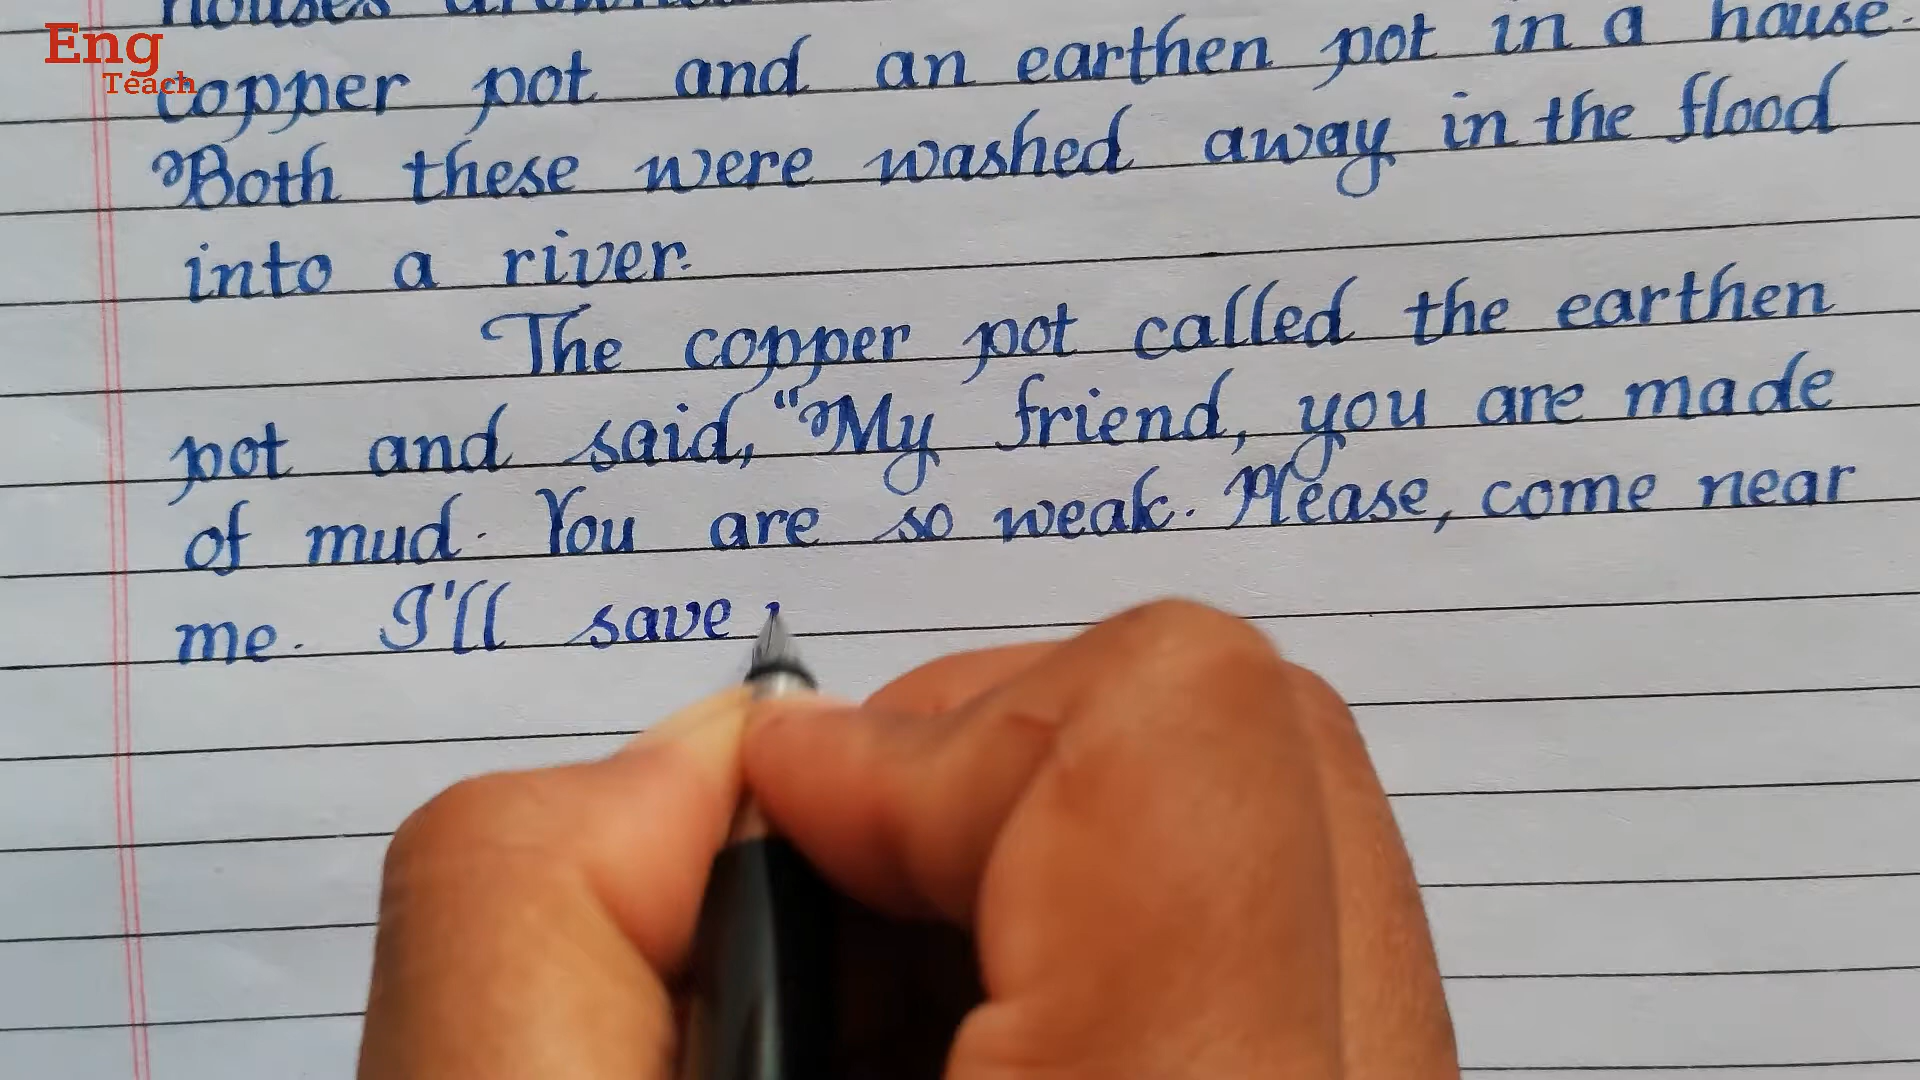 Eng
Teach
houses
copper pot and an earthen pot in a house.
Both these were washed away in the flood
into a river.
The copper pot called the earthen
pot and said, "My friend, you are made
of mud. You are so weak. Please, come near
me. I'll save